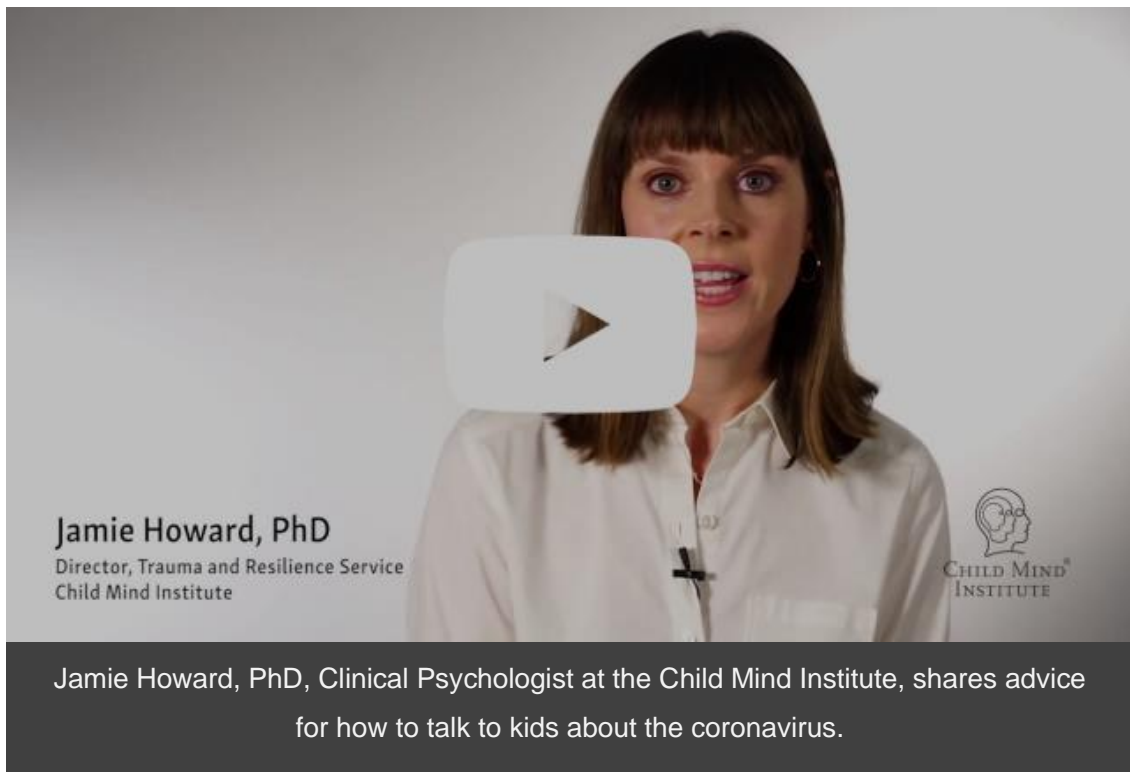 Jamie Howard, PhD
Director, Trauma and Resilience Service
Child Mind Institute
CHILD MIND®
INSTITUTE
Jamie Howard, PhD, Clinical Psychologist at the Child Mind Institute, shares advice
for how to talk to kids about the coronavirus.